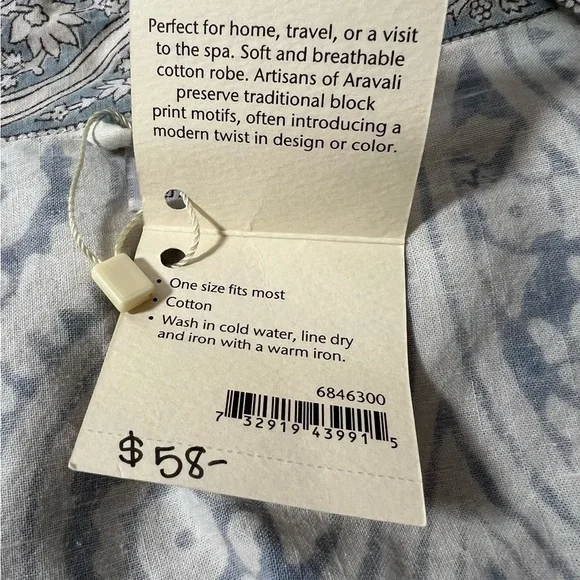 Perfect for home, travel, or a visit
to the spa. Soft and breathable
cotton robe. Artisans of Aravali
preserve traditional block
print motifs, often introducing a
modern twist in design or color.
• One size fits most
• Cotton
• Wash in cold water, line dry
and iron with a warm iron.
6846300
7 32919 43991 5
$58-